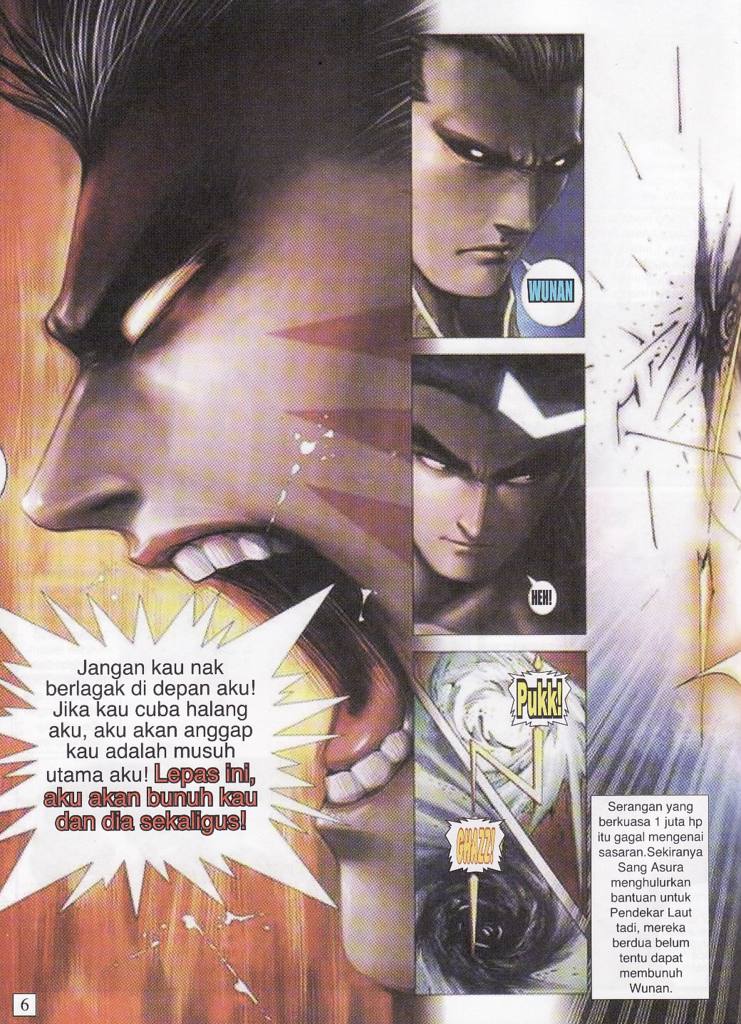 WUNAN
HEH!
Jangan kau nak
berlagak di depan aku!
Jika kau cuba halang
aku, aku akan anggap
kau adalah musuh
utama aku! Lepas ini,
aku akan bunuh kau
dan dia sekaligus!
Pukk!
CHAZZ!
Serangan yang
berkuasa 1 juta hp
itu gagal mengenai
sasaran.Sekiranya
Sang Asura
menghulurkan
bantuan untuk
Pendekar Laut
tadi, mereka
berdua belum
tentu dapat
membunuh
Wunan.
6